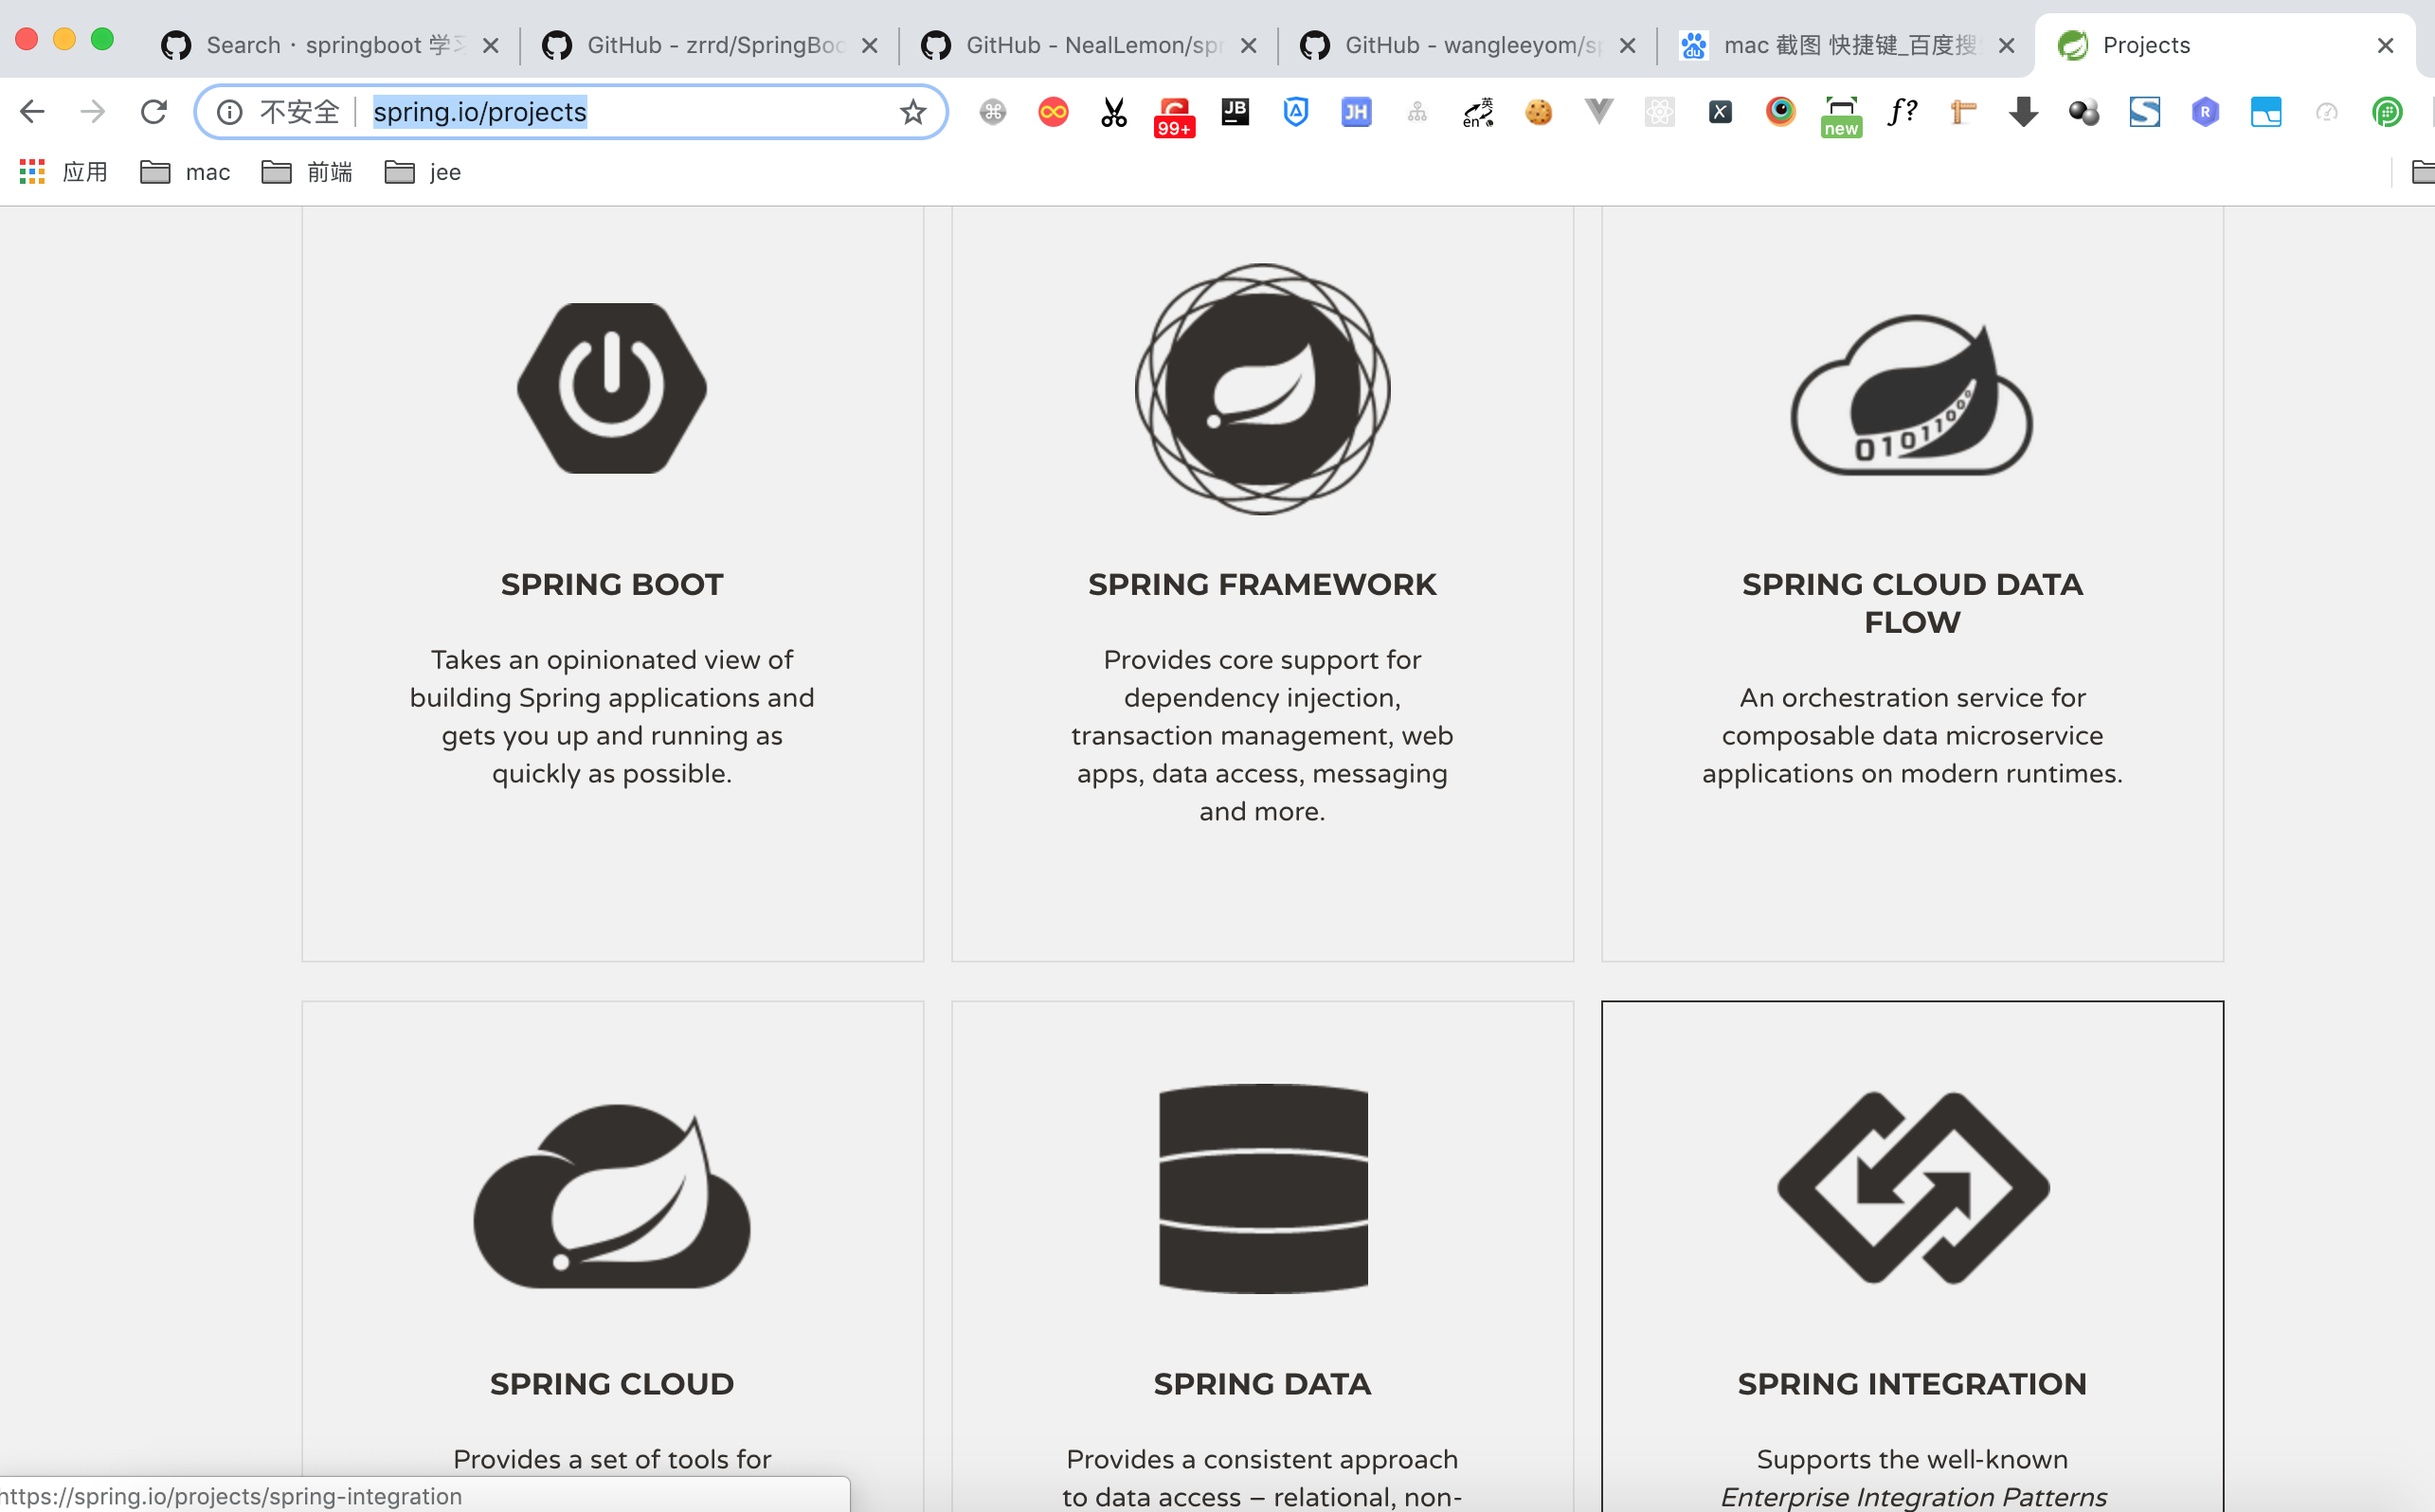 Search · springboot 学习
GitHub - zrrd/SpringBoo
GitHub - NealLemon/spr
GitHub - wangleeyom/sp
mac 截图 快捷键_百度搜
Projects
不安全
spring.io/projects
99+
JB
JH
英
en
X
new
f?
S
R
应用
mac
前端
jee
0101100
SPRING BOOT
Takes an opinionated view of
building Spring applications and
gets you up and running as
quickly as possible.
SPRING FRAMEWORK
Provides core support for
dependency injection,
transaction management, web
apps, data access, messaging
and more.
SPRING CLOUD DATA
FLOW
An orchestration service for
composable data microservice
applications on modern runtimes.
SPRING CLOUD
Provides a set of tools for
SPRING DATA
Provides a consistent approach
to data access – relational, non-
SPRING INTEGRATION
Supports the well-known
Enterprise Integration Patterns
https://spring.io/projects/spring-integration